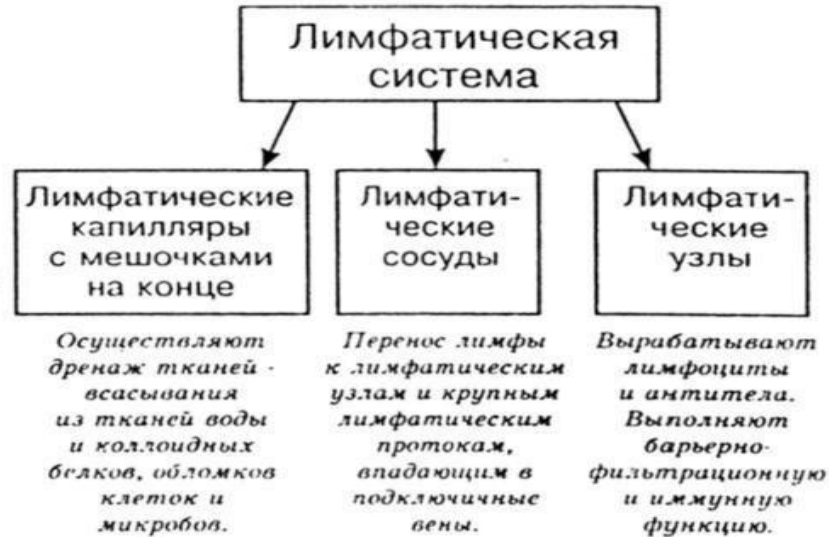 Лимфатическая
система
Лимфатические
капилляры
с мешочками
на конце
Лимфати-
ческие
сосуды
Лимфати-
ческие
узлы
Осуществляют
дренаж тканей -
всасывания
из тканей воды
и коллоидных
белков, обломков
клеток и
микробов.
Перенос лимфы
к лимфатическим
узлам и крупным
лимфатическим
протокам,
впадающим в
подключичные
вены.
Вырабатывают
лимфоциты
и антитела.
Выполняют
барьерно-
фильтрационную
и иммунную
функцию.